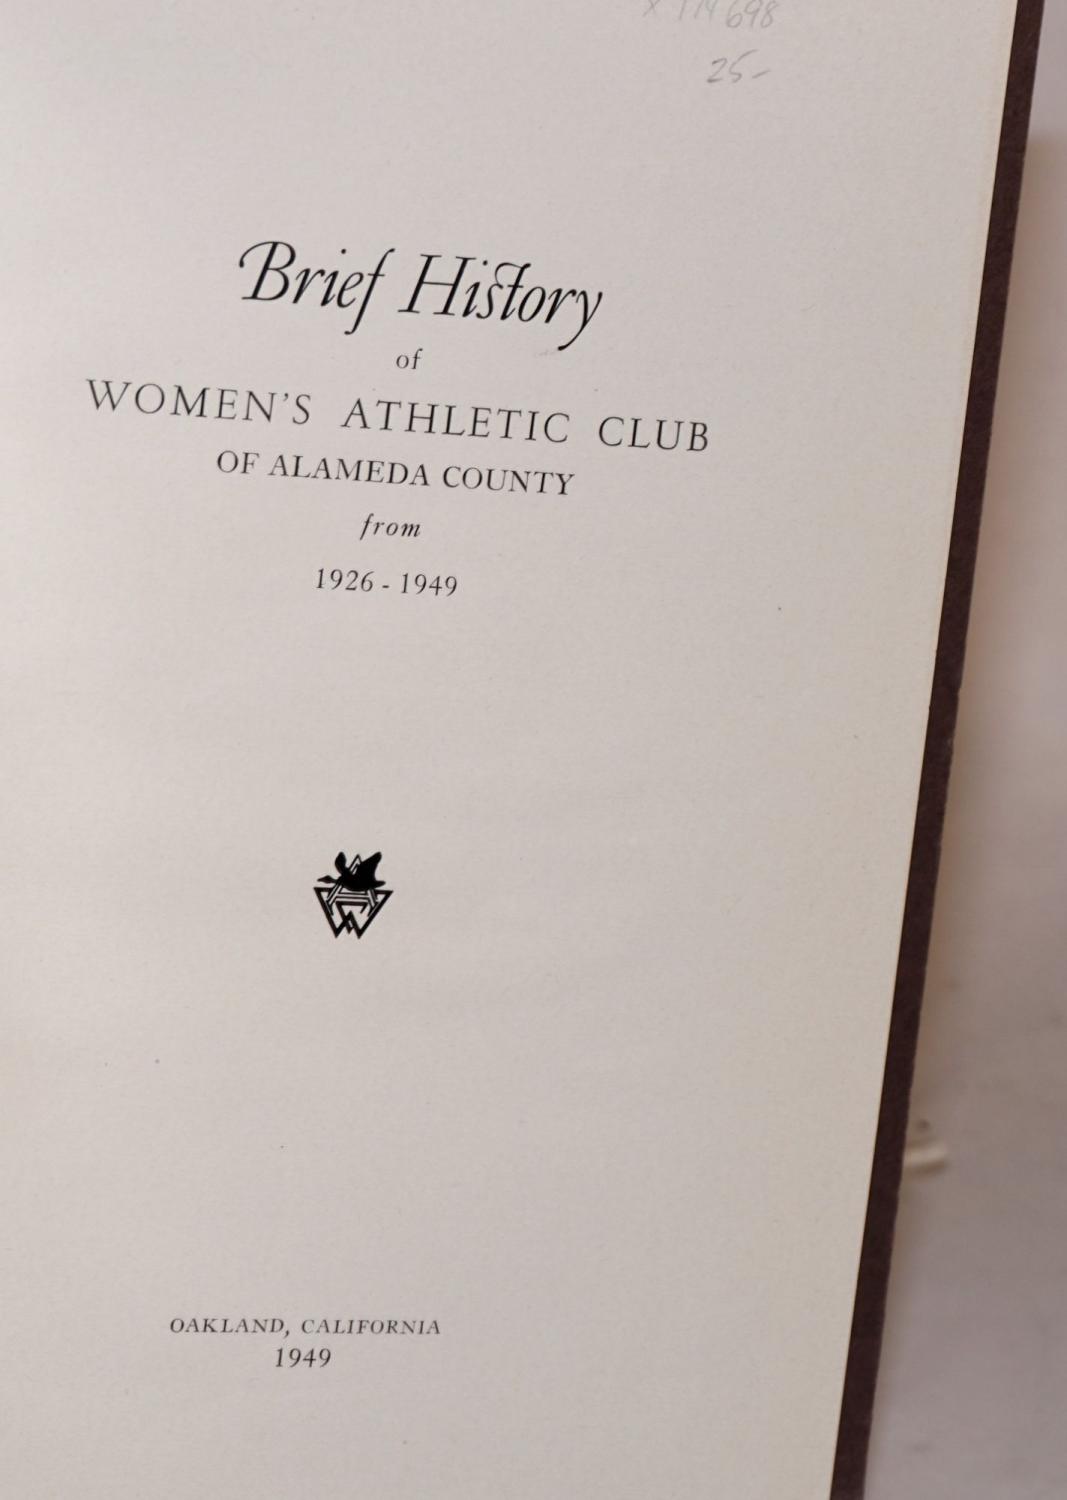 25-
Brief History
of
WOMEN'S ATHLETIC CLUB
OF ALAMEDA COUNTY
from
1926 - 1949
OAKLAND, CALIFORNIA
1949